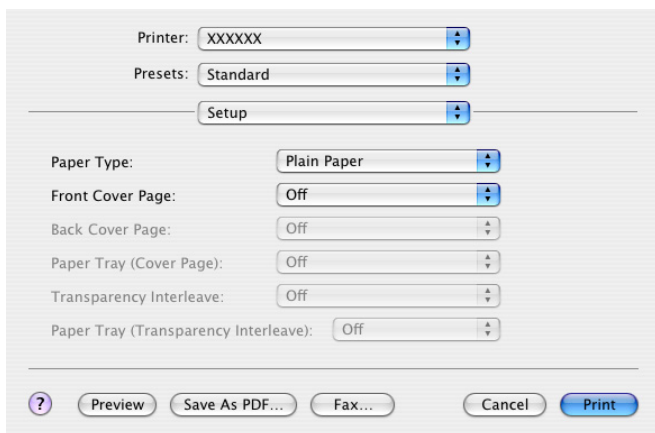 Printer: XXXXXX
Presets: Standard
Setup
Paper Type: Plain Paper
Front Cover Page: Off
Back Cover Page: Off
Paper Tray (Cover Page): Off
Transparency Interleave: Off
Paper Tray (Transparency Interleave): Off
? Preview Save As PDF... Fax... Cancel Print